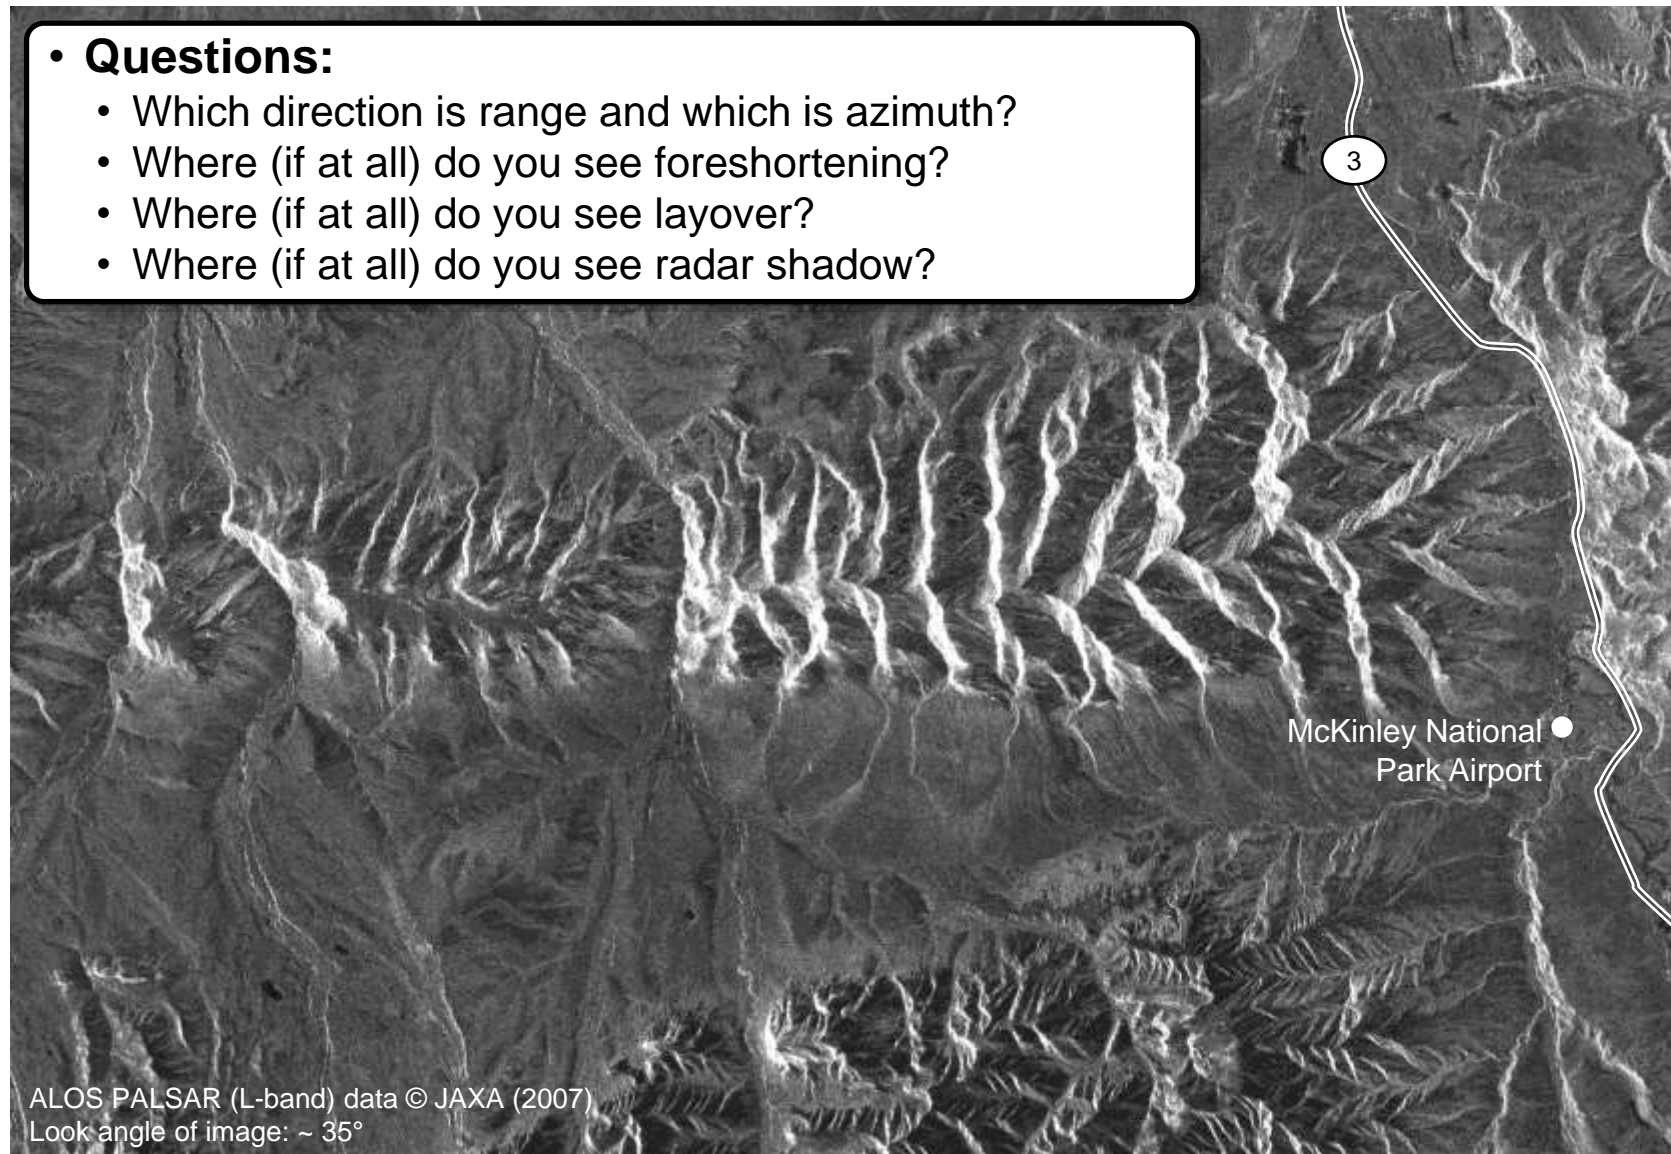 • Questions:
• Which direction is range and which is azimuth?
• Where (if at all) do you see foreshortening?
• Where (if at all) do you see layover?
• Where (if at all) do you see radar shadow?
3
McKinley National
Park Airport
ALOS PALSAR (L-band) data © JAXA (2007)
Look angle of image: ~ 35°